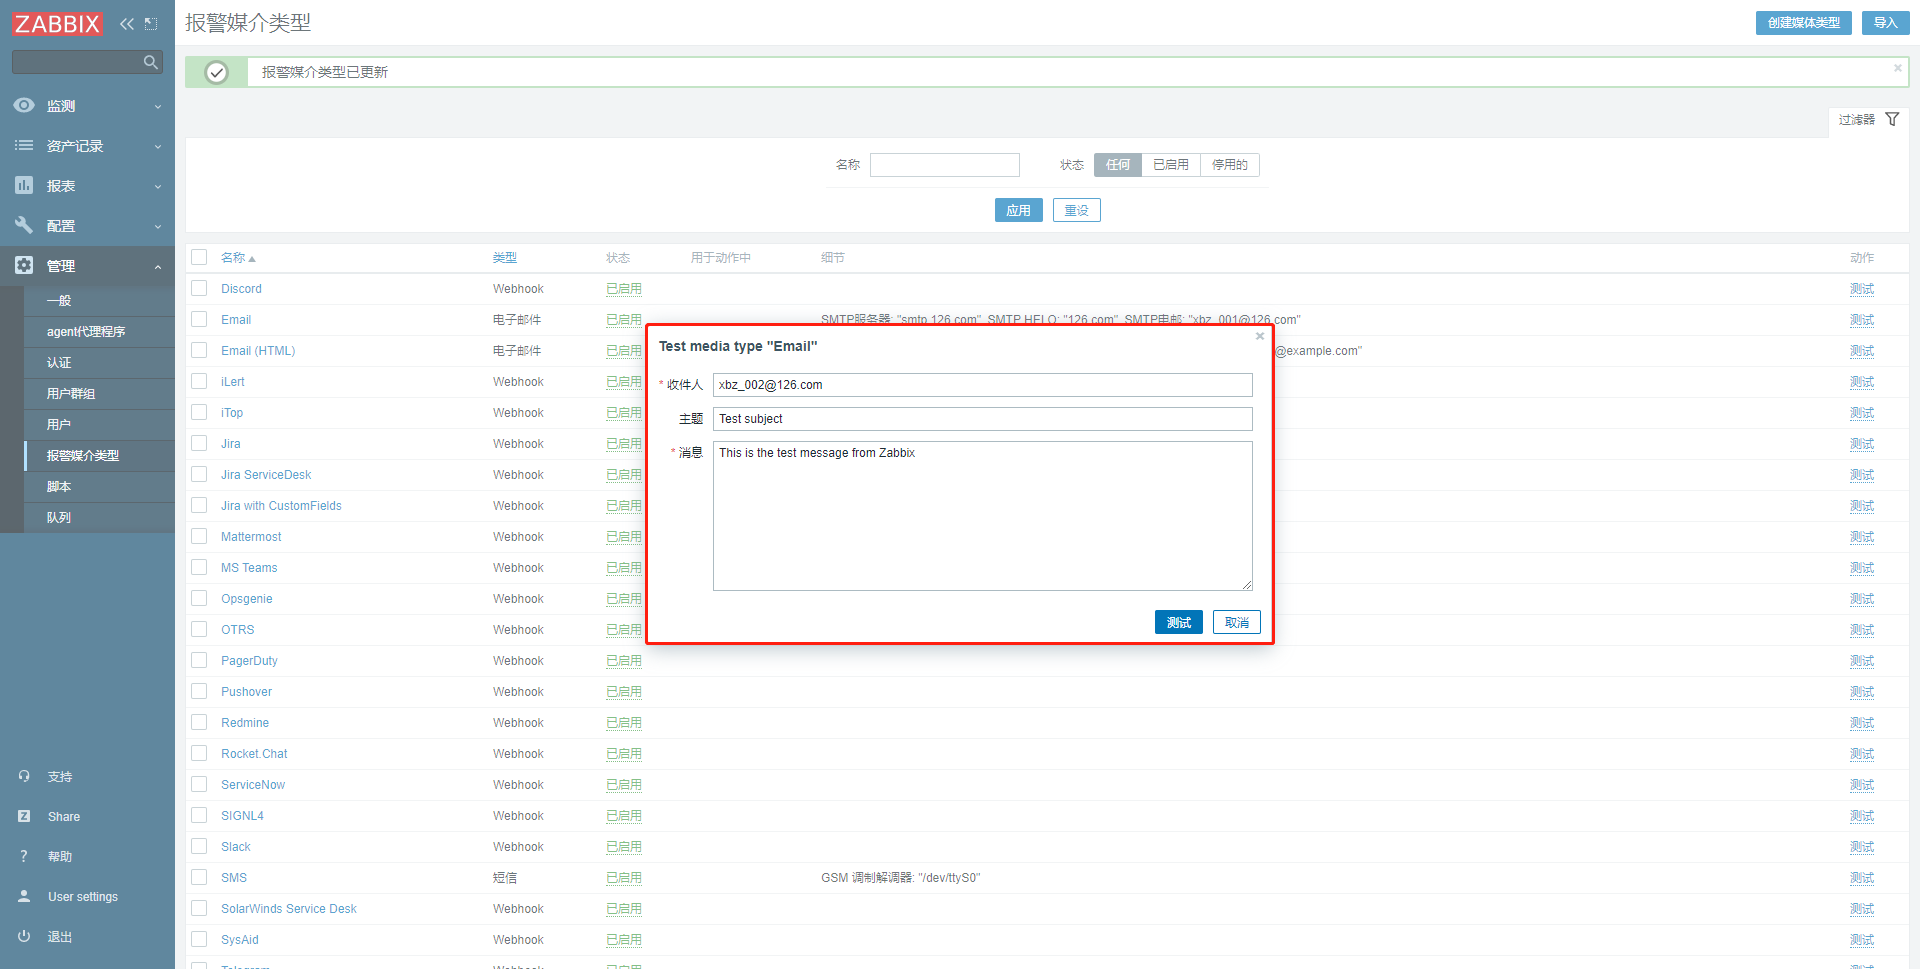 ZABBIX
报警媒介类型
创建媒体类型
导入
报警媒介类型已更新
过滤器
名称
状态 任何 已启用 停用的
应用 重设
监测
资产记录
报表
配置
管理
一般
agent代理程序
认证
用户群组
用户
报警媒介类型
脚本
队列
支持
Share
帮助
User settings
退出
名称 类型 状态 用于动作中 细节 动作
Discord Webhook 已启用 测试
Email 电子邮件 已启用 SMTP服务器: "smtp.126.com", SMTP HELO: "126.com", SMTP电邮: "xbz_001@126.com" 测试
Email (HTML) 电子邮件 已启用 @example.com" 测试
iLert Webhook 已启用 测试
iTop Webhook 已启用 测试
Jira Webhook 已启用 测试
Jira ServiceDesk Webhook 已启用 测试
Jira with CustomFields Webhook 已启用 测试
Mattermost Webhook 已启用 测试
MS Teams Webhook 已启用 测试
Opsgenie Webhook 已启用 测试
OTRS Webhook 已启用 测试
PagerDuty Webhook 已启用 测试
Pushover Webhook 已启用 测试
Redmine Webhook 已启用 测试
Rocket.Chat Webhook 已启用 测试
ServiceNow Webhook 已启用 测试
SIGNL4 Webhook 已启用 测试
Slack Webhook 已启用 测试
SMS 短信 已启用 GSM 调制解调器: "/dev/ttyS0" 测试
SolarWinds Service Desk Webhook 已启用 测试
SysAid Webhook 已启用 测试
Telegram Webhook 已启用 测试
Test media type "Email"
* 收件人 xbz_002@126.com
主题 Test subject
* 消息 This is the test message from Zabbix
测试 取消